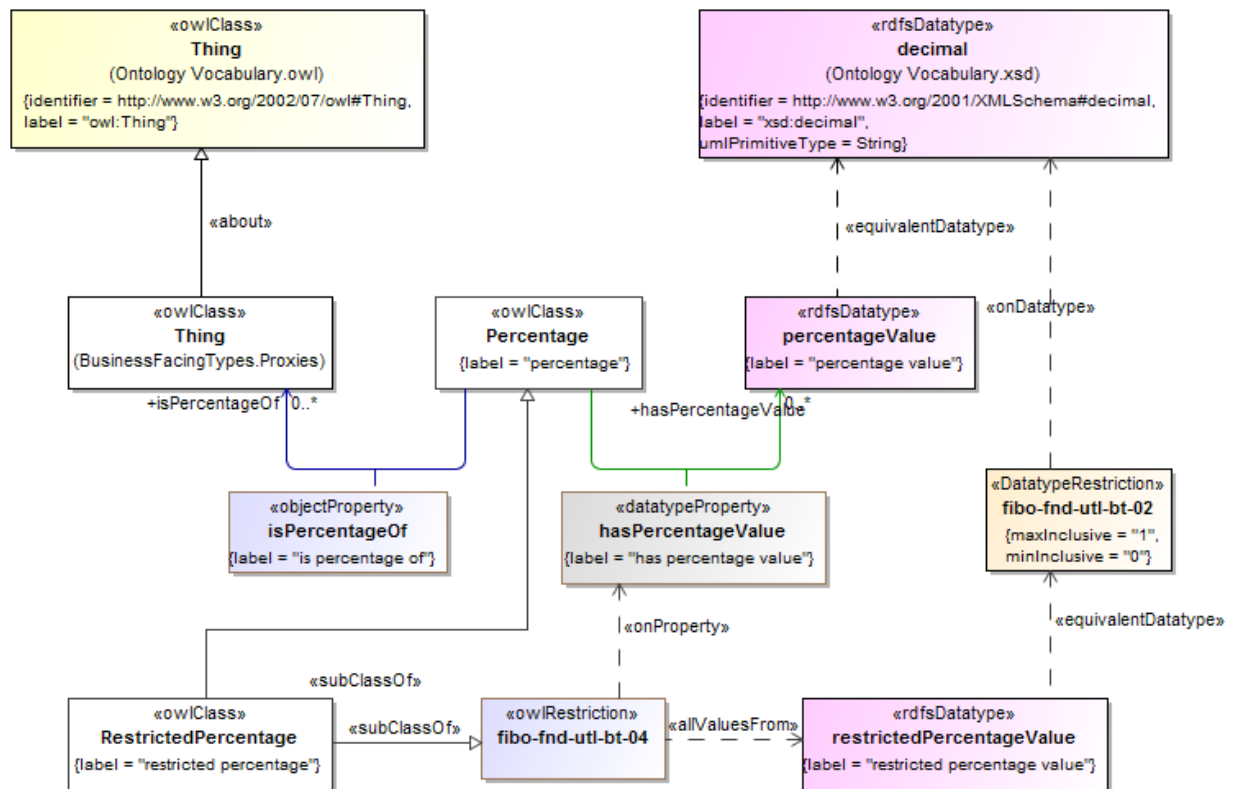 «owlClass»
Thing
(Ontology Vocabulary.owl)
{identifier = http://www.w3.org/2002/07/owl#Thing,
label = "owl:Thing"}
«rdfsDatatype»
decimal
(Ontology Vocabulary.xsd)
{identifier = http://www.w3.org/2001/XMLSchema#decimal,
label = "xsd:decimal",
umlPrimitiveType = String}
«about»
«equivalentDatatype»
«owlClass»
Thing
(BusinessFacingTypes.Proxies)
«owlClass»
Percentage
{label = "percentage"}
«rdfsDatatype»
percentageValue
{label = "percentage value"}
«onDatatype»
+isPercentageOf 0..*
+hasPercentageValue
0..*
«objectProperty»
isPercentageOf
{label = "is percentage of"}
«datatypeProperty»
hasPercentageValue
{label = "has percentage value"}
«DatatypeRestriction»
fibo-fnd-utl-bt-02
{maxInclusive = "1",
minInclusive = "0"}
«onProperty»
«equivalentDatatype»
«subClassOf»
«owlClass»
RestrictedPercentage
{label = "restricted percentage"}
«subClassOf»
«owlRestriction»
fibo-fnd-utl-bt-04
«allValuesFrom»
«rdfsDatatype»
restrictedPercentageValue
{label = "restricted percentage value"}